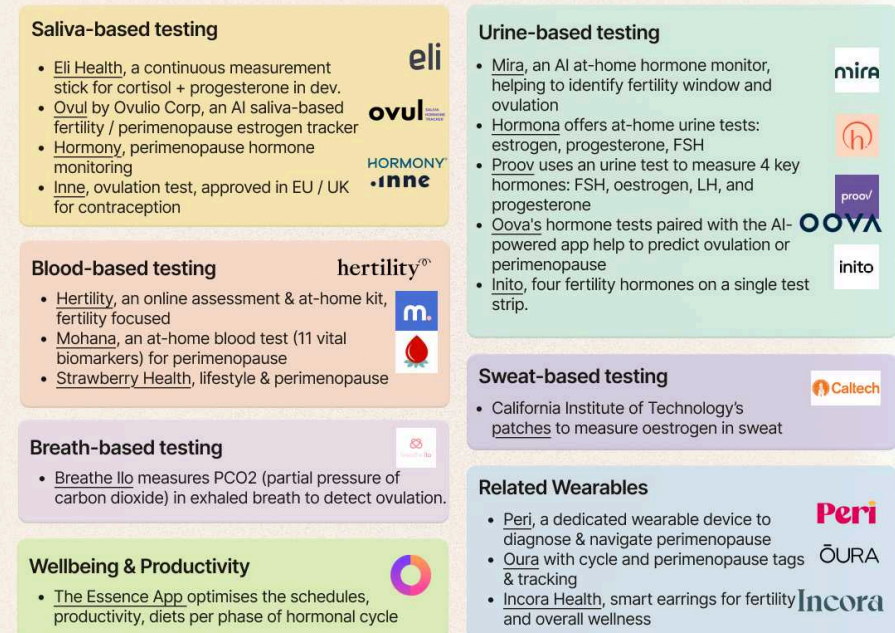 Saliva-based testing
eli
• Eli Health, a continuous measurement
stick for cortisol + progesterone in dev.
• Ovul by Ovulio Corp, an AI saliva-based
fertility / perimenopause estrogen tracker
ovul SALIVA
HORMONE
TRACKER
• Hormony, perimenopause hormone
monitoring
HORMONY
• Inne, ovulation test, approved in EU / UK
for contraception
.inne
Blood-based testing
hertility
• Hertility, an online assessment & at-home kit,
fertility focused
m.
• Mohana, an at-home blood test (11 vital
biomarkers) for perimenopause
• Strawberry Health, lifestyle & perimenopause
Breath-based testing
breathe ilo
• Breathe Ilo measures PCO2 (partial pressure of
carbon dioxide) in exhaled breath to detect ovulation.
Wellbeing & Productivity
• The Essence App optimises the schedules,
productivity, diets per phase of hormonal cycle
Urine-based testing
• Mira, an AI at-home hormone monitor,
helping to identify fertility window and
ovulation
mira
• Hormona offers at-home urine tests:
estrogen, progesterone, FSH
h
• Proov uses an urine test to measure 4 key
hormones: FSH, oestrogen, LH, and
progesterone
proov
• Oova's hormone tests paired with the AI-
powered app help to predict ovulation or
perimenopause
OOVA
• Inito, four fertility hormones on a single test
strip.
inito
Sweat-based testing
Caltech
• California Institute of Technology’s
patches to measure oestrogen in sweat
Related Wearables
• Peri, a dedicated wearable device to
diagnose & navigate perimenopause
Peri
• Oura with cycle and perimenopause tags
& tracking
ŌURA
• Incora Health, smart earrings for fertility
and overall wellness
Incora